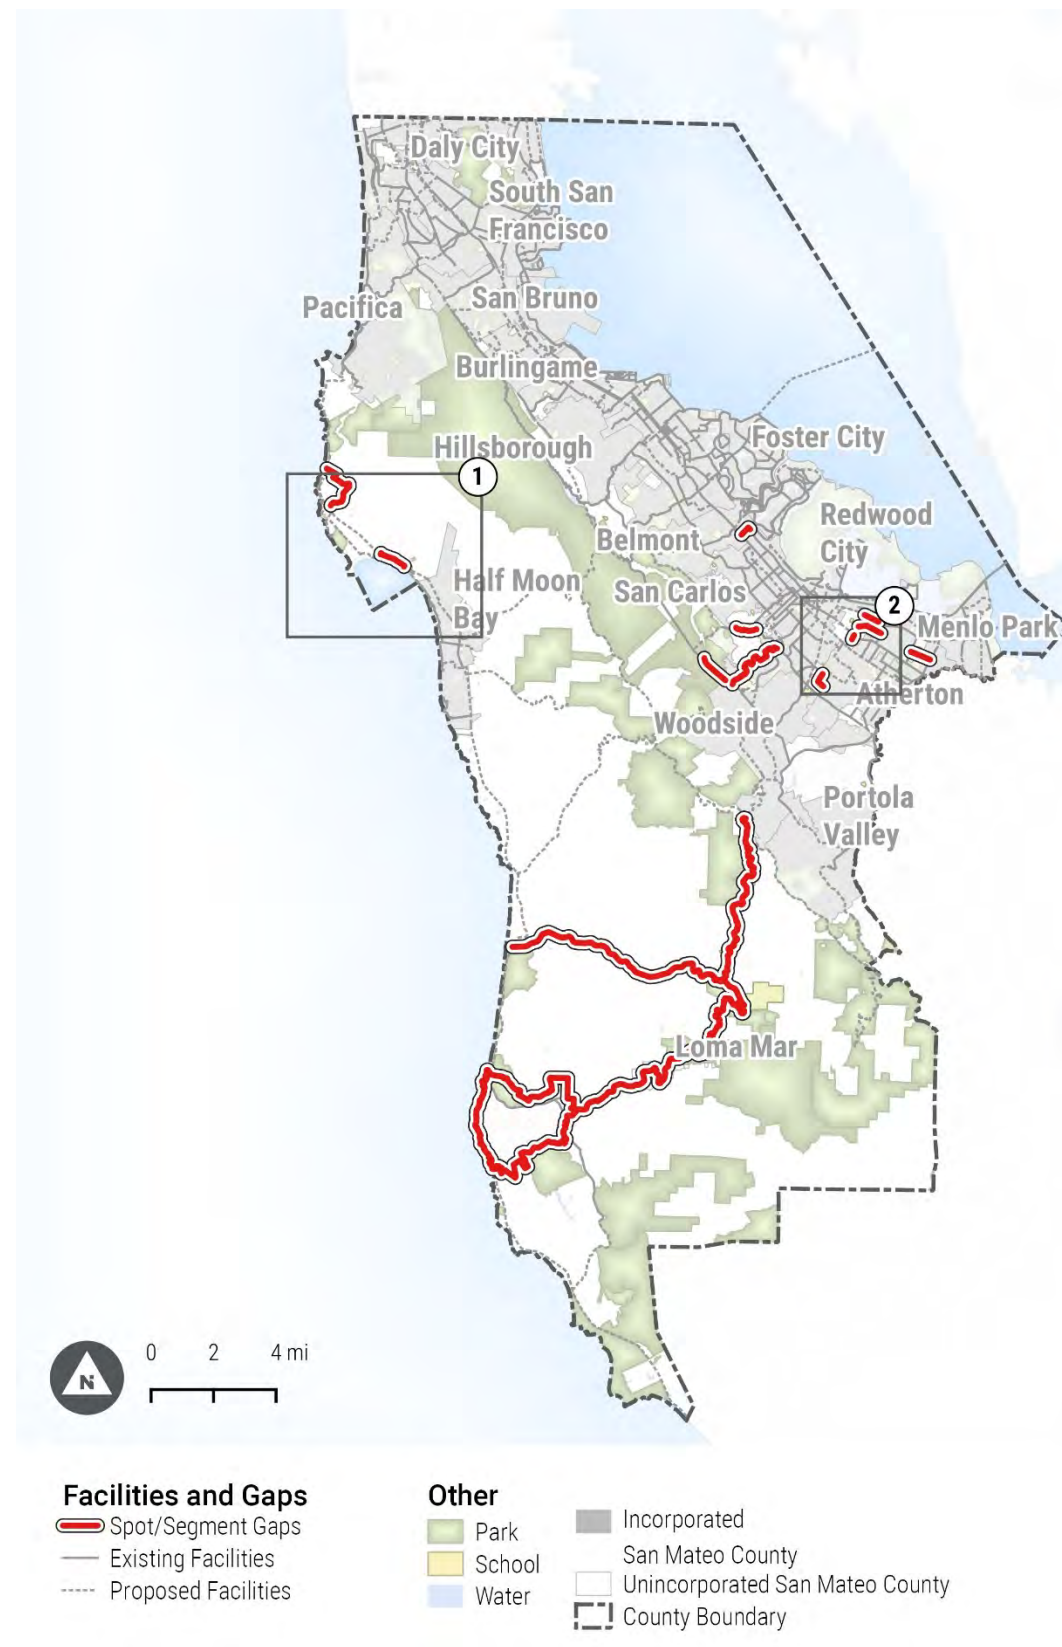 Daly City
South San
Francisco
Pacifica
San Bruno
Burlingame
Foster City
Hillsborough
1
Redwood
City
Belmont
Half Moon
Bay
San Carlos
2
Menlo Park
Atherton
Woodside
Portola
Valley
Loma Mar
N
0 2 4 mi
Facilities and Gaps
Spot/Segment Gaps
Existing Facilities
Proposed Facilities
Other
Park
School
Water
Incorporated
San Mateo County
Unincorporated San Mateo County
County Boundary